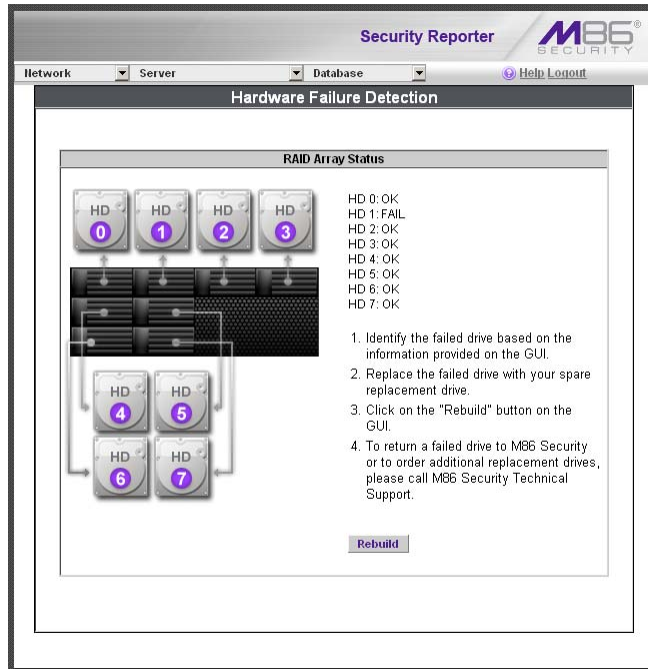 Security Reporter
M86®
SECURITY
Network Server Database Help Logout
Hardware Failure Detection
RAID Array Status
HD 0
HD 1
HD 2
HD 3
HD 4
HD 5
HD 6
HD 7
HD 0: OK
HD 1: FAIL
HD 2: OK
HD 3: OK
HD 4: OK
HD 5: OK
HD 6: OK
HD 7: OK
1. Identify the failed drive based on the
information provided on the GUI.
2. Replace the failed drive with your spare
replacement drive.
3. Click on the "Rebuild" button on the
GUI.
4. To return a failed drive to M86 Security
or to order additional replacement drives,
please call M86 Security Technical
Support.
Rebuild